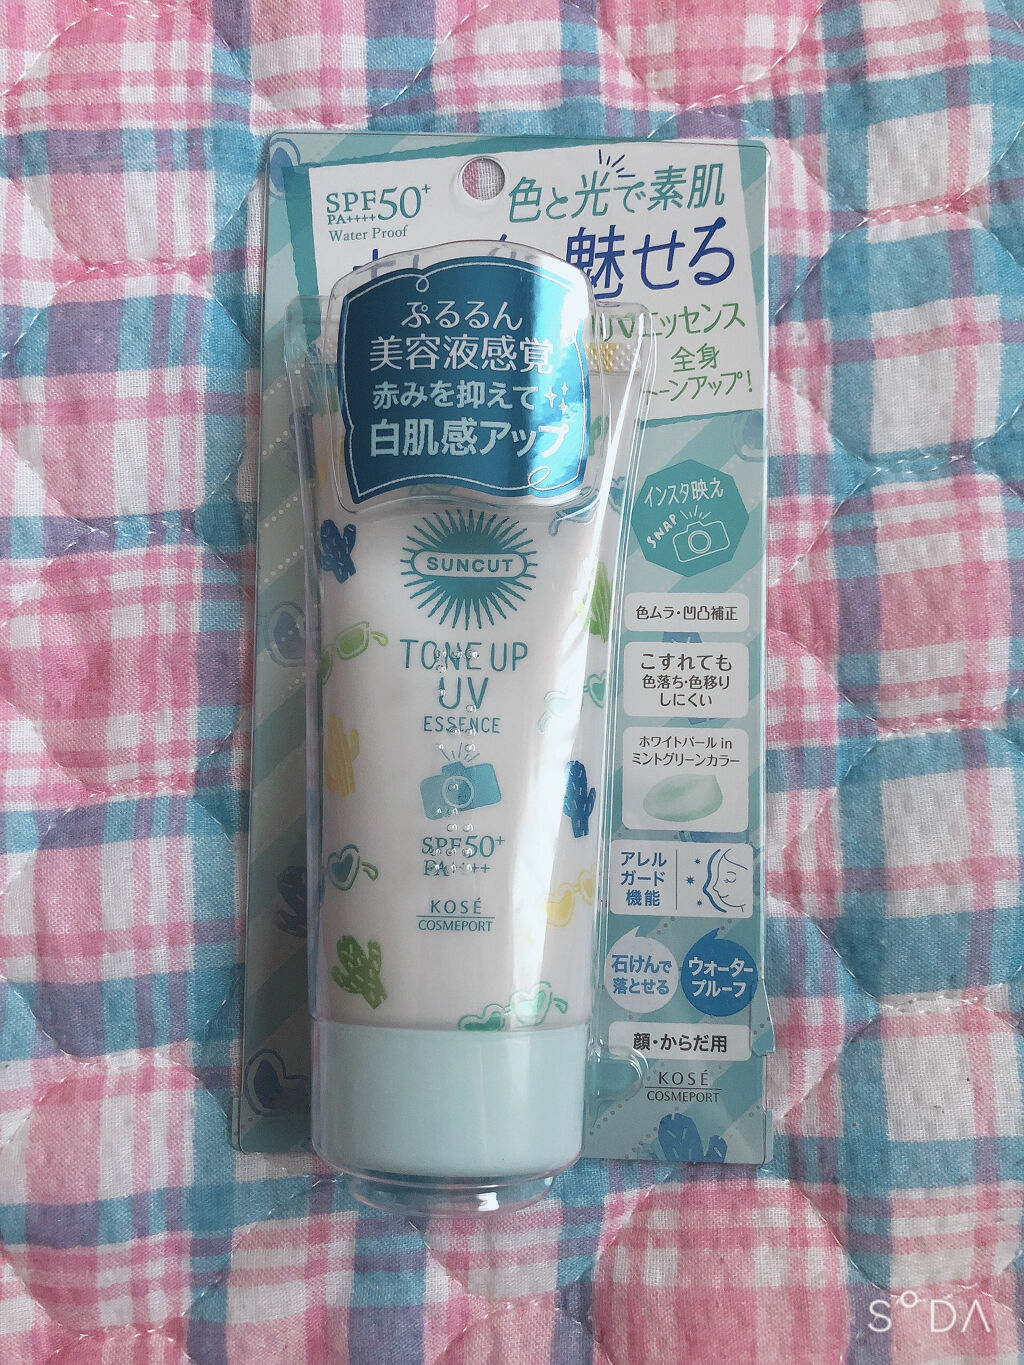 SPF50+
PA++++
Water Proof
色と光で素肌
魅せる
UVエッセンス
全身
トーンアップ!
ぷるるん
美容液感覚
赤みを抑えて
白肌感アップ
インスタ映え
SNAP
SUNCUT
TONE UP
UV
ESSENCE
SPF50+
PA++++
KOSÉ
COSMEPORT
色ムラ・凹凸補正
こすれても
色落ち・色移り
しにくい
ホワイトパール in
ミントグリーンカラー
アレル
ガード
機能
石けんで
落とせる
ウォーター
プルーフ
顔・からだ用
KOSÉ
COSMEPORT
SODA